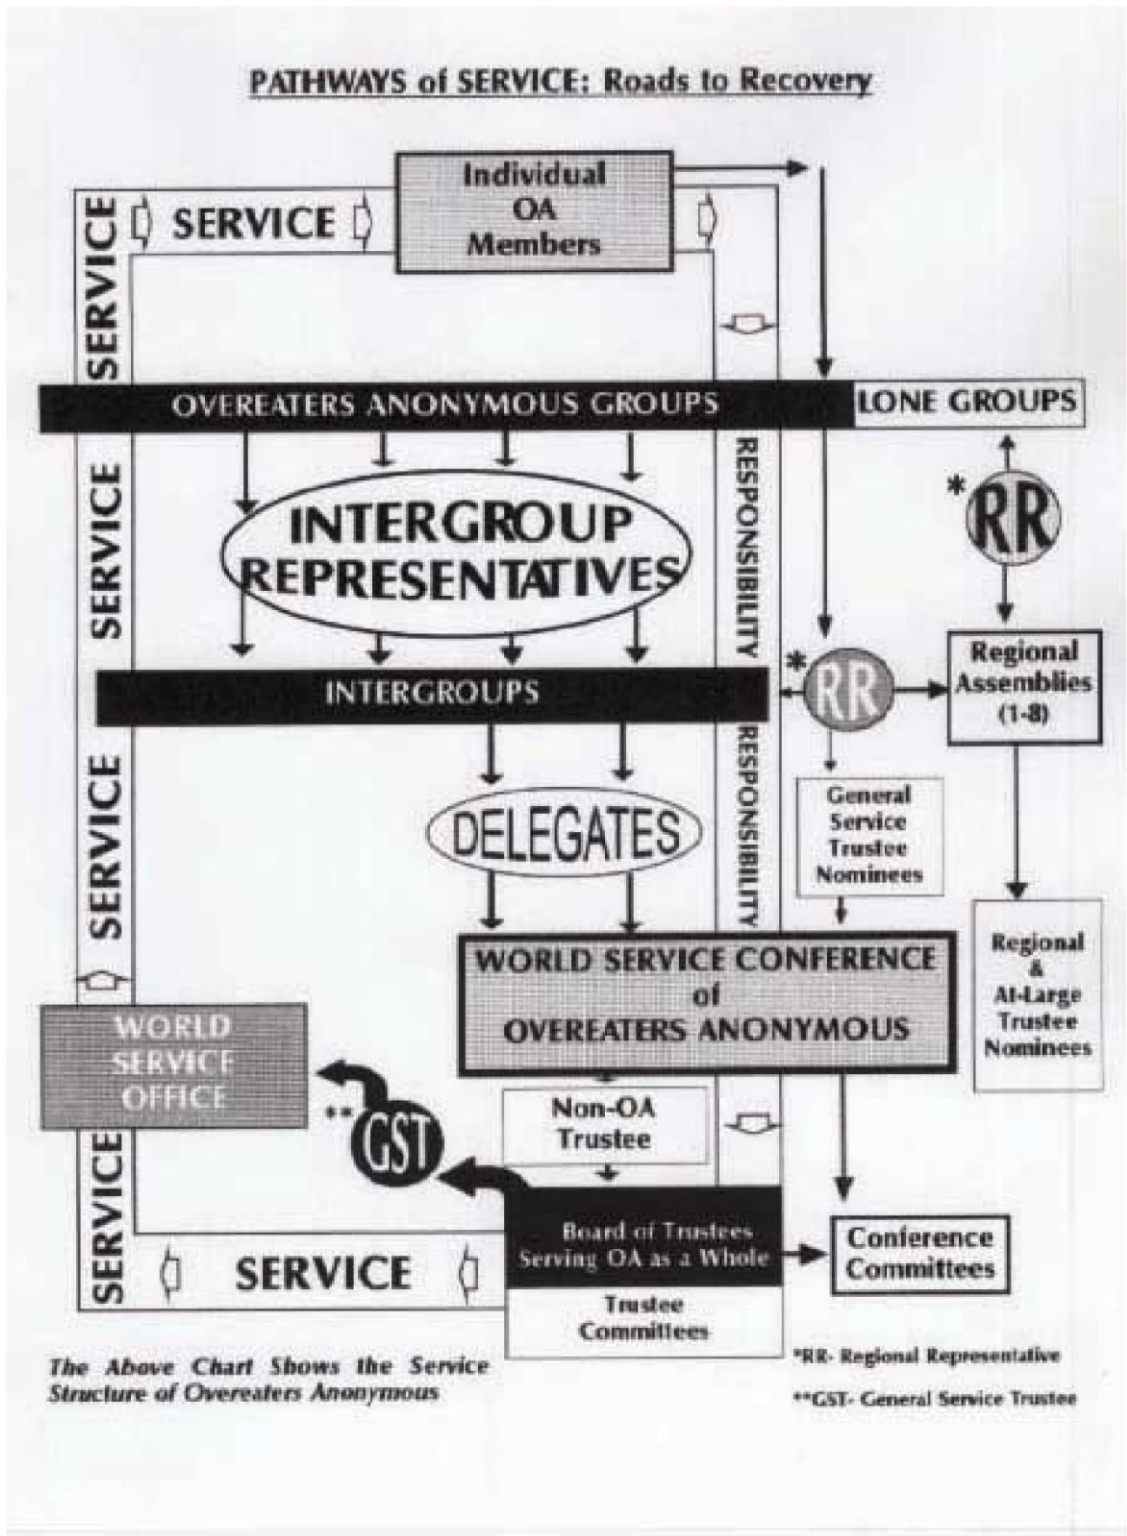 PATHWAYS of SERVICE: Roads to Recovery
Individual
OA
Members
SERVICE
SERVICE
OVEREATERS ANONYMOUS GROUPS
LONE GROUPS
SERVICE
RESPONSIBILITY
*
RR
INTERGROUP
REPRESENTATIVES
INTERGROUPS
*
RR
Regional
Assemblies
(1-8)
SERVICE
RESPONSIBILITY
DELEGATES
General
Service
Trustee
Nominees
WORLD SERVICE CONFERENCE
of
OVEREATERS ANONYMOUS
Regional
&
At-Large
Trustee
Nominees
WORLD
SERVICE
OFFICE
**
GST
Non-OA
Trustee
SERVICE
SERVICE
Board of Trustees
Serving OA as a Whole
Trustee
Committees
Conference
Committees
The Above Chart Shows the Service
Structure of Overeaters Anonymous
*RR- Regional Representative
**GST- General Service Trustee